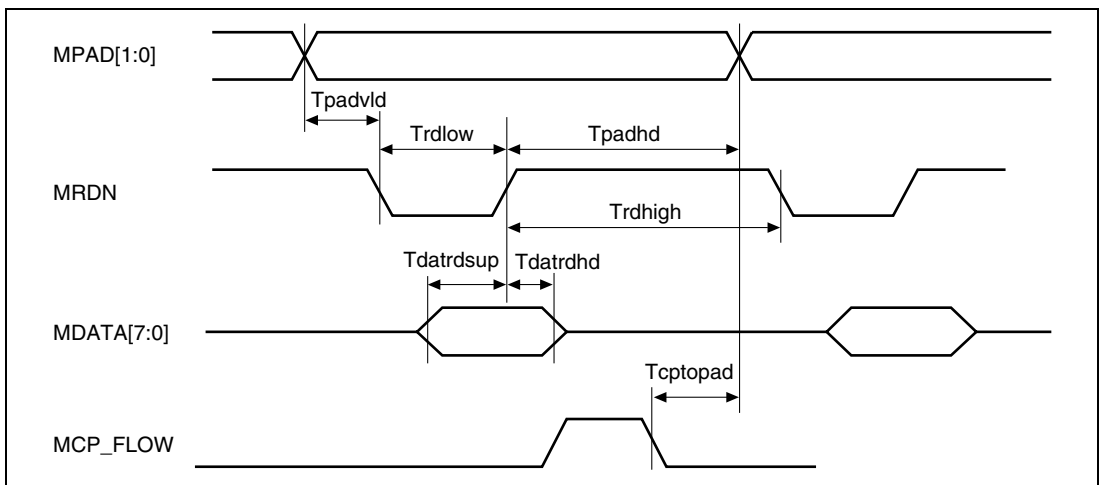 MPAD[1:0]
Tpadvld
Trdlow
Tpadhd
MRDN
Trdhigh
Tdatrdsup
Tdatrdhd
MDATA[7:0]
Tcptopad
MCP_FLOW